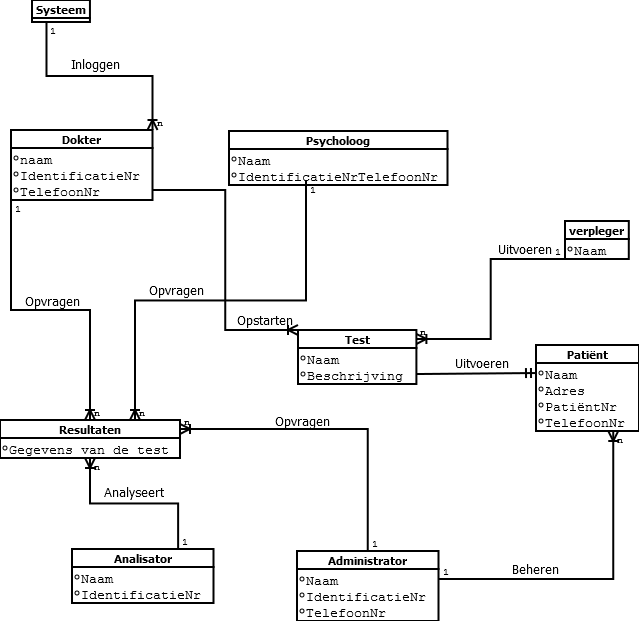 Systeem
1
Inloggen
n
Dokter
naam
IdentificatieNr
TelefoonNr
1
Psycholoog
Naam
IdentificatieNrTelefoonNr
1
verpleger
Naam
Uitvoeren 1
Opvragen
Opvragen
Opstarten
n
Test
Naam
Beschrijving
Uitvoeren
Patiënt
Naam
Adres
PatiëntNr
TelefoonNr
n
n
n
n
Resultaten
Gegevens van de test
n
Opvragen
Analyseert
1
1
Analisator
Naam
IdentificatieNr
Administrator
Naam
IdentificatieNr
TelefoonNr
1
Beheren